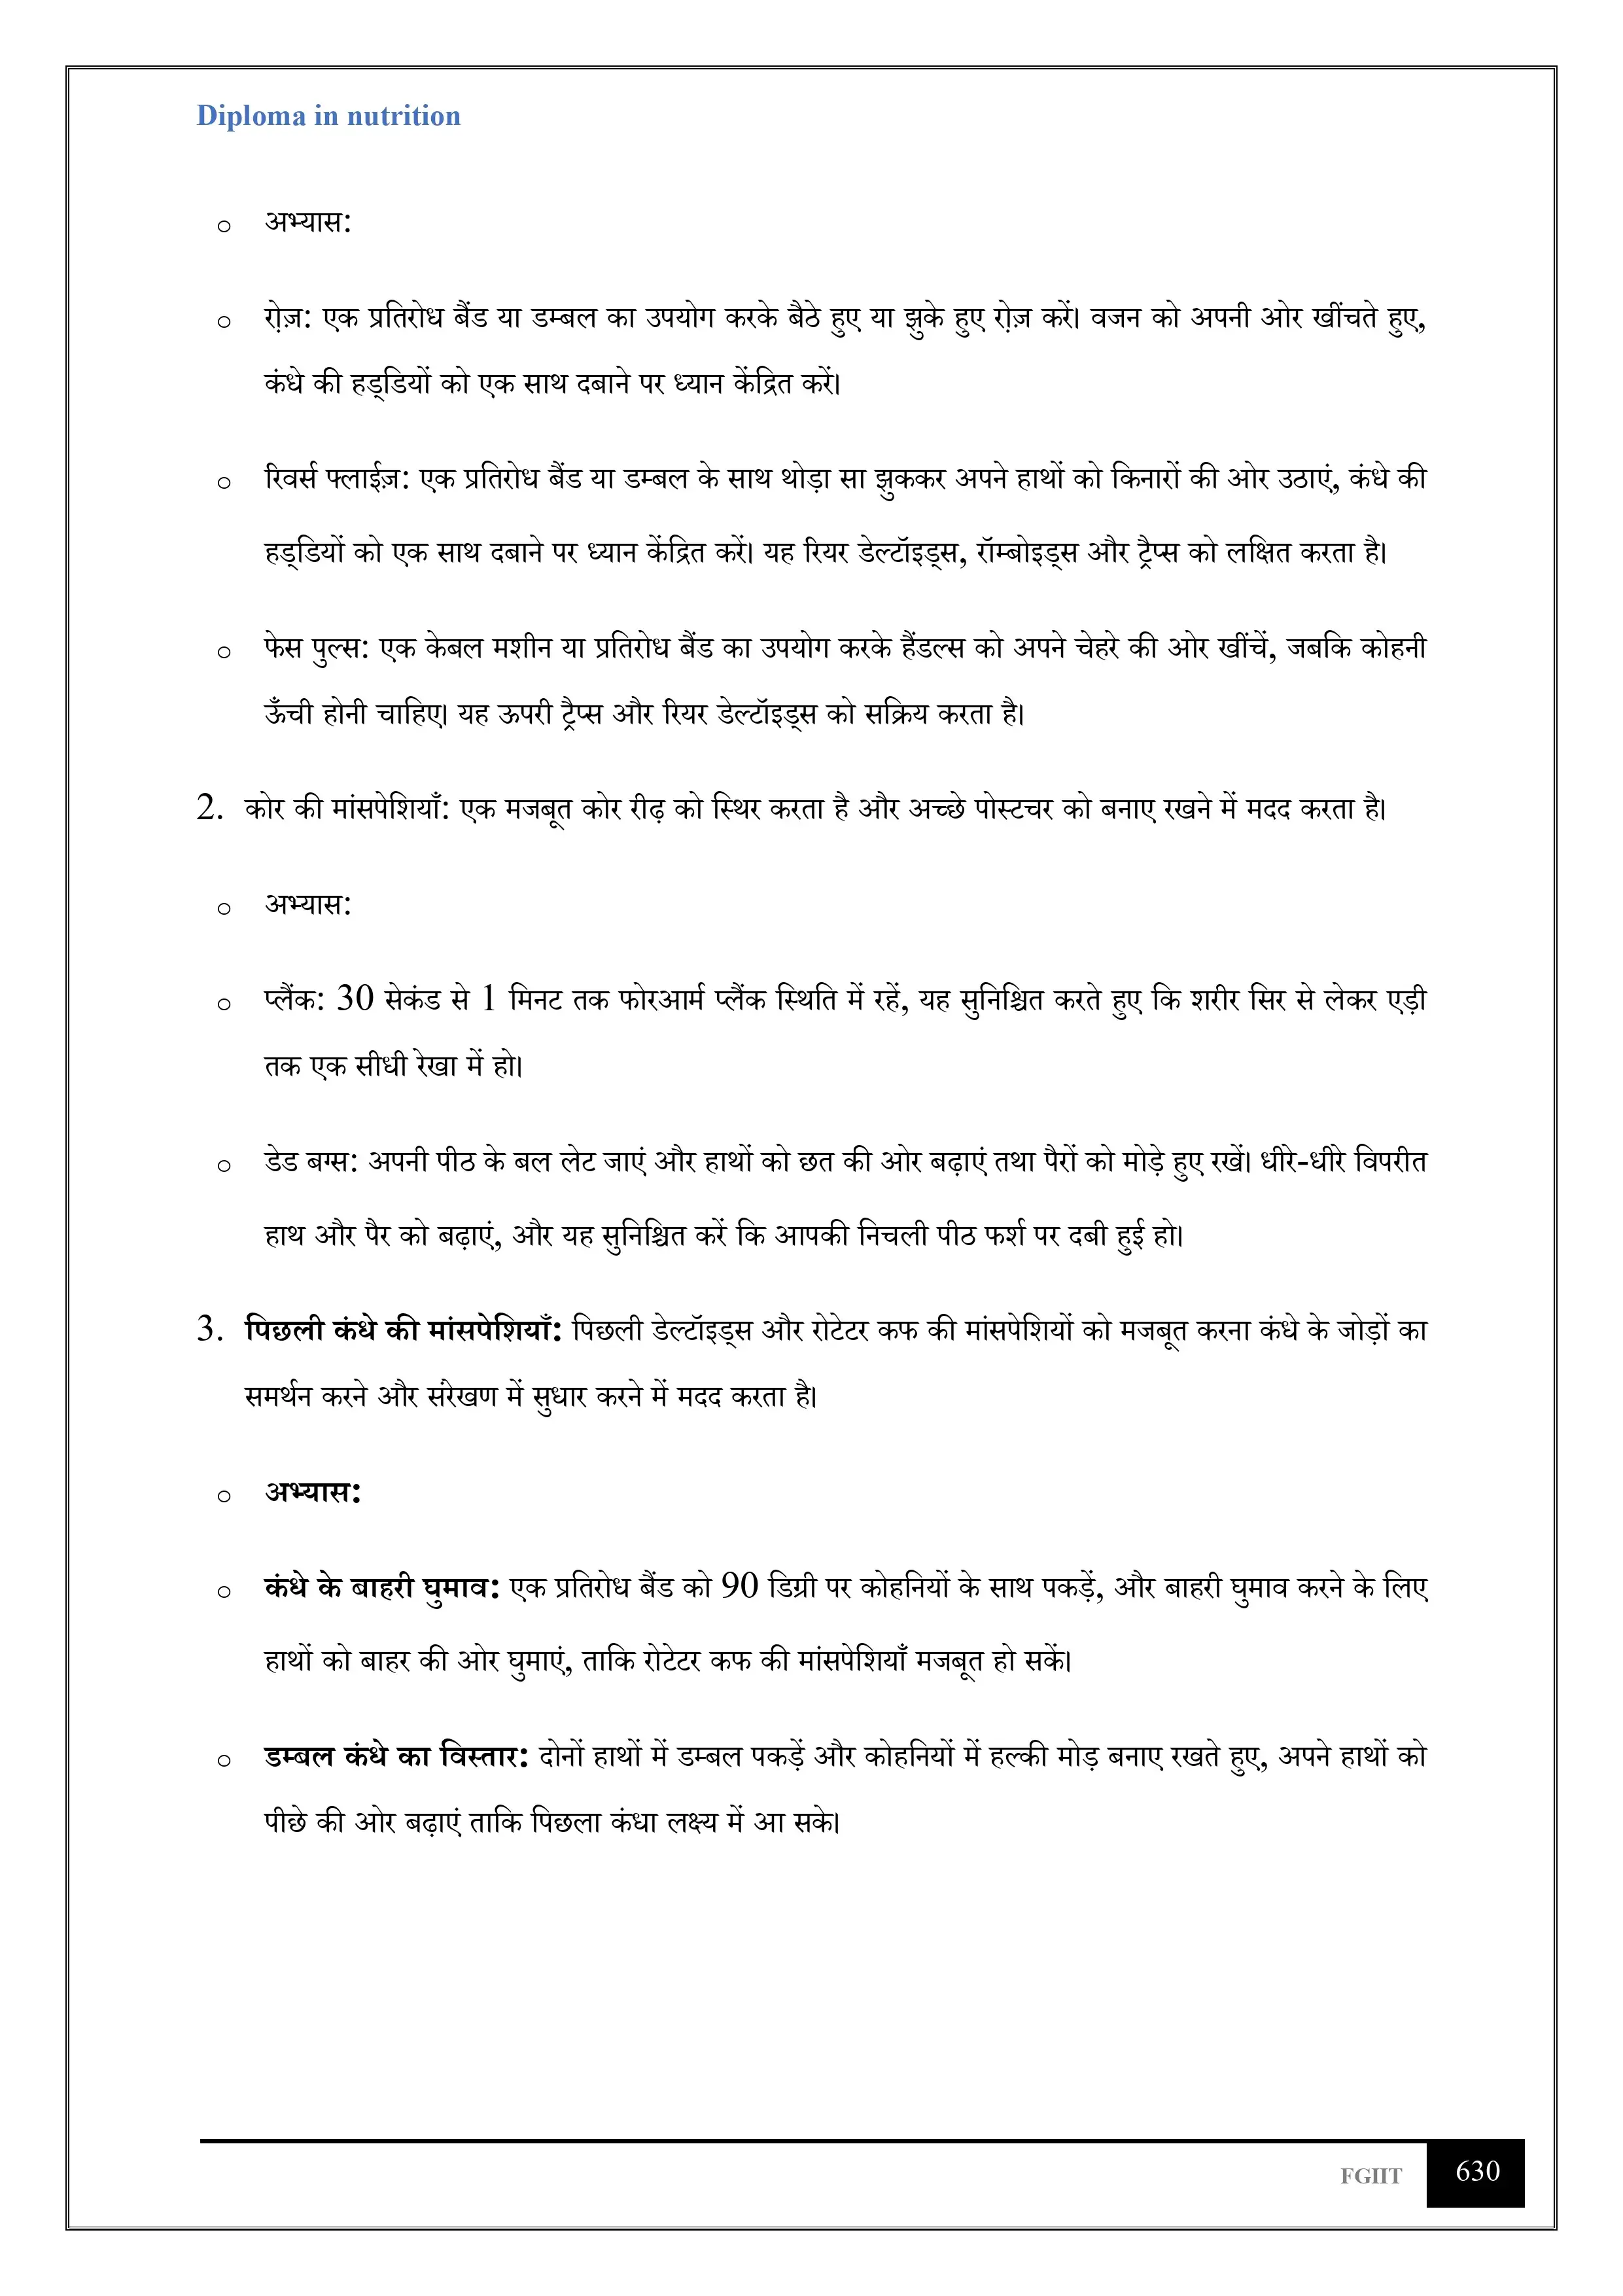 Diploma in nutrition
o अभ्यास:
o रो़ज़: एक प्रतिरोध बैंड या डम्बल का उपयोग करके बैठे हुए या झुके हुए रो़ज़ करें। वजन को अपनी ओर खींचते हुए,
कंधे की हड्डियों को एक साथ दबाने पर ध्यान केंद्रित करें।
o रिवर्स फ्लाईज़: एक प्रतिरोध बैंड या डम्बल के साथ थोड़ा सा झुककर अपने हाथों को किनारों की ओर उठाएं, कंधे की
हड्डियों को एक साथ दबाने पर ध्यान केंद्रित करें। यह रियर डेल्टॉइड्स, रॉम्बोइड्स और ट्रैप्स को लक्षित करता है।
o फेस पुल्स: एक केबल मशीन या प्रतिरोध बैंड का उपयोग करके हैंडल्स को अपने चेहरे की ओर खींचें, जबकि कोहनी
ऊँची होनी चाहिए। यह ऊपरी ट्रैप्स और रियर डेल्टॉइड्स को सक्रिय करता है।
2. कोर की मांसपेशियाँ: एक मजबूत कोर रीढ़ को स्थिर करता है और अच्छे पोस्टचर को बनाए रखने में मदद करता है।
o अभ्यास:
o प्लैंक: 30 सेकंड से 1 मिनट तक फोरआर्म प्लैंक स्थिति में रहें, यह सुनिश्चित करते हुए कि शरीर सिर से लेकर एड़ी
तक एक सीधी रेखा में हो।
o डेड बग्स: अपनी पीठ के बल लेट जाएं और हाथों को छत की ओर बढ़ाएं तथा पैरों को मोड़े हुए रखें। धीरे-धीरे विपरीत
हाथ और पैर को बढ़ाएं, और यह सुनिश्चित करें कि आपकी निचली पीठ फर्श पर दबी हुई हो।
3. पिछली कंधे की मांसपेशियाँ: पिछली डेल्टॉइड्स और रोटेटर कफ की मांसपेशियों को मजबूत करना कंधे के जोड़ों का
समर्थन करने और संरेखण में सुधार करने में मदद करता है।
o अभ्यास:
o कंधे के बाहरी घुमाव: एक प्रतिरोध बैंड को 90 डिग्री पर कोहनियों के साथ पकड़ें, और बाहरी घुमाव करने के लिए
हाथों को बाहर की ओर घुमाएं, ताकि रोटेटर कफ की मांसपेशियाँ मजबूत हो सकें।
o डम्बल कंधे का विस्तार: दोनों हाथों में डम्बल पकड़ें और कोहनियों में हल्की मोड़ बनाए रखते हुए, अपने हाथों को
पीछे की ओर बढ़ाएं ताकि पिछला कंधा लक्ष्य में आ सके।
FGIIT 630